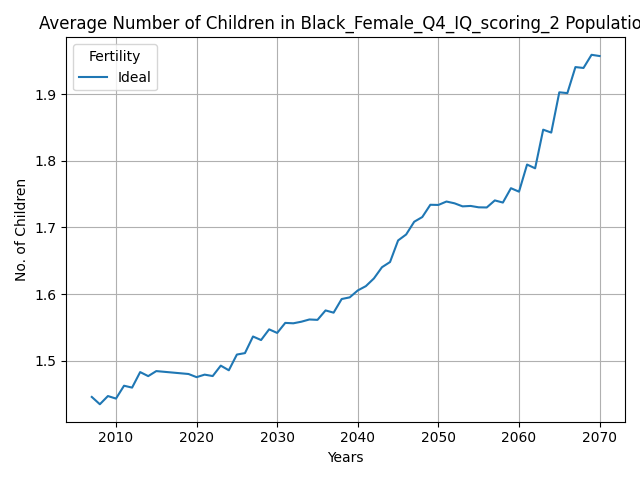 Average Number of Children in Black_Female_Q4_IQ_scoring_2 Populatio
Fertility
Ideal
1.9
1.8
1.7
1.6
1.5
No. of Children
2010 2020 2030 2040 2050 2060 2070
Years